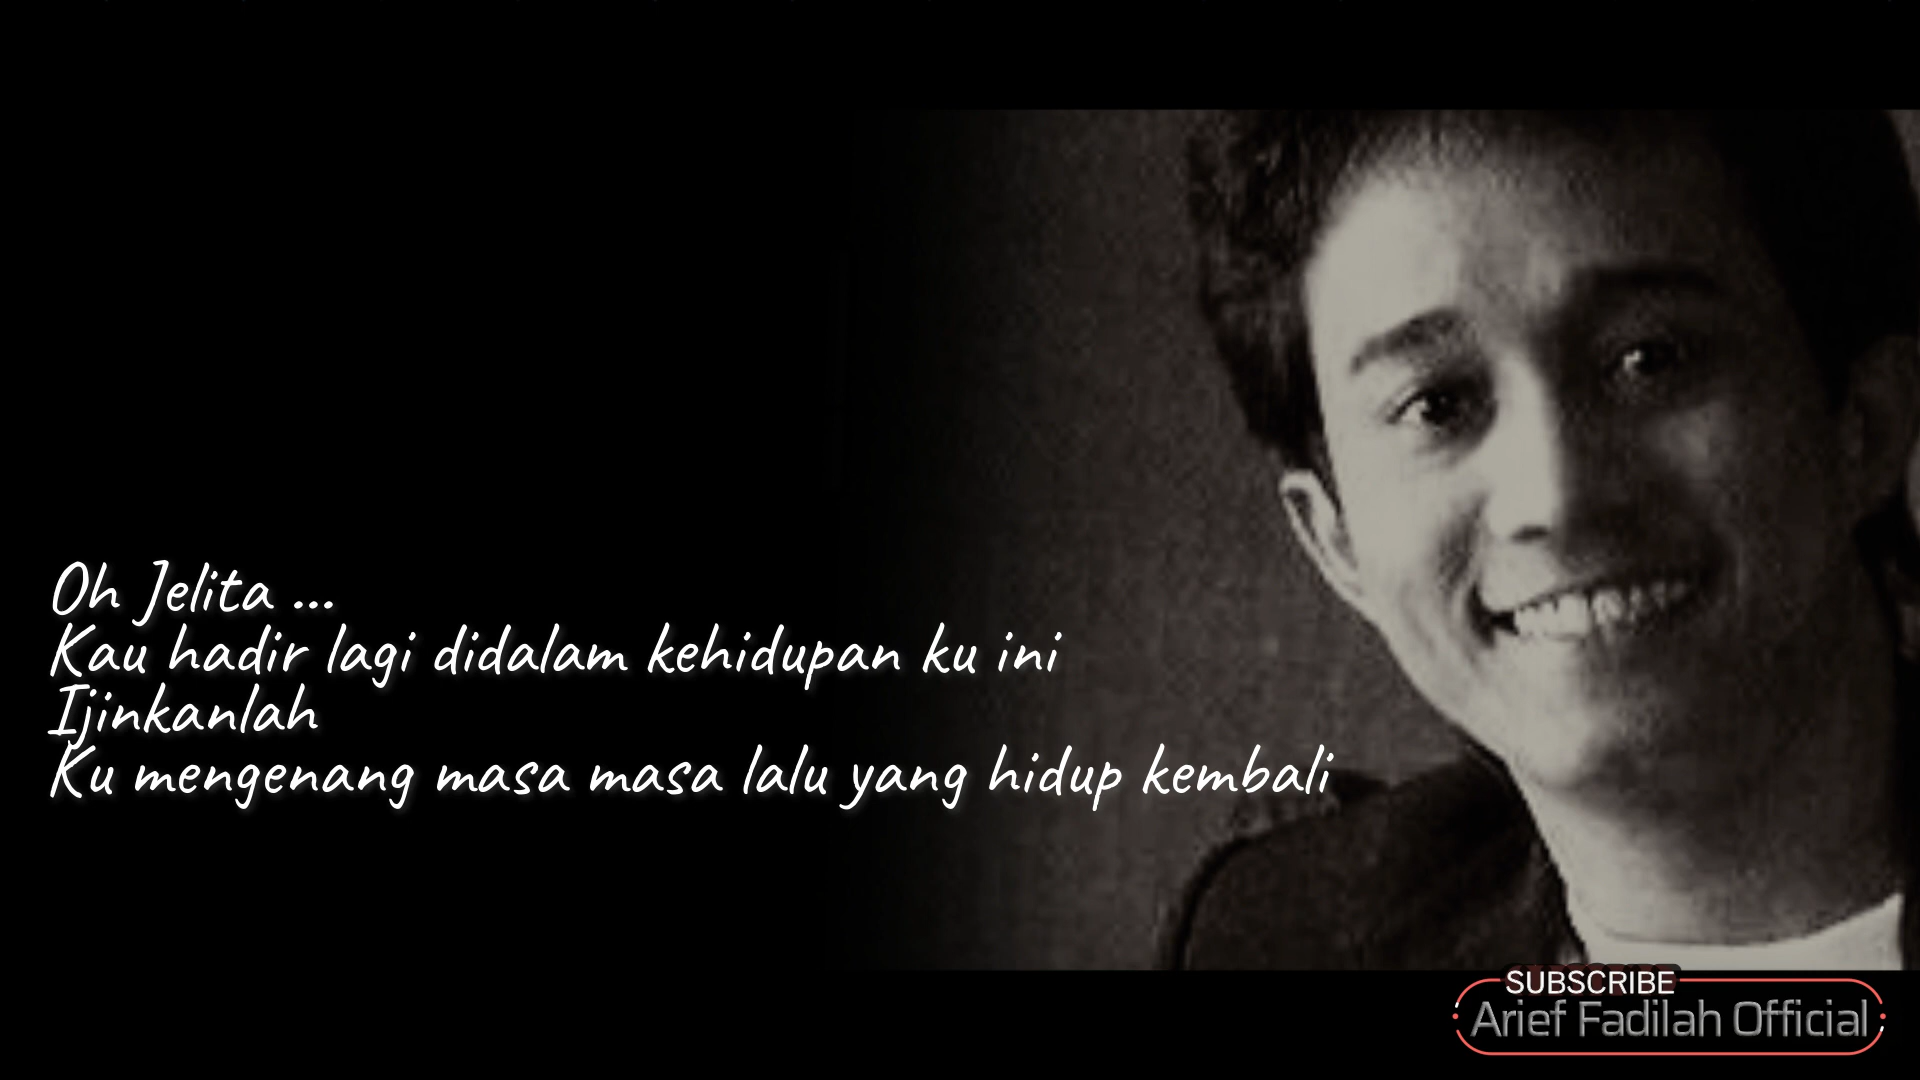 Oh Jelita ...
Kau hadir lagi didalam kehidupan ku ini
Ijinkanlah
Ku mengenang masa masa lalu yang hidup kembali
SUBSCRIBE
Arief Fadilah Official